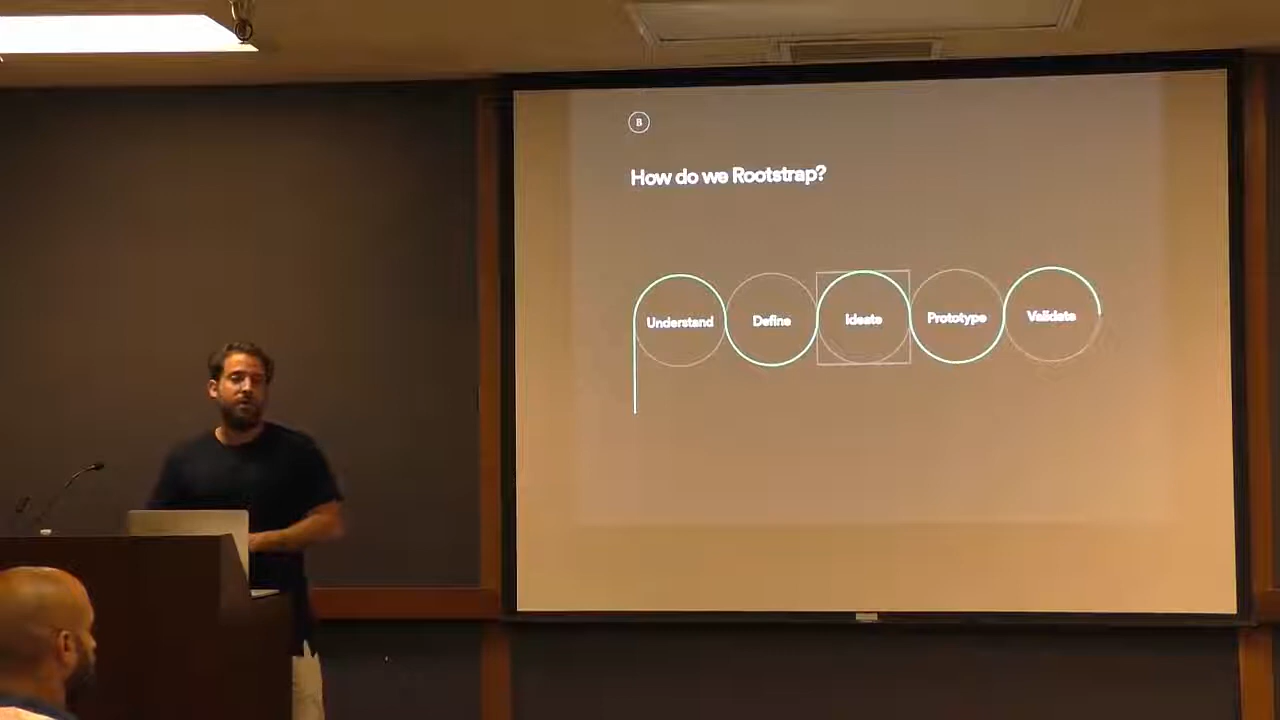 B
How do we Rootstrap?
Understand
Define
Ideate
Prototype
Validate